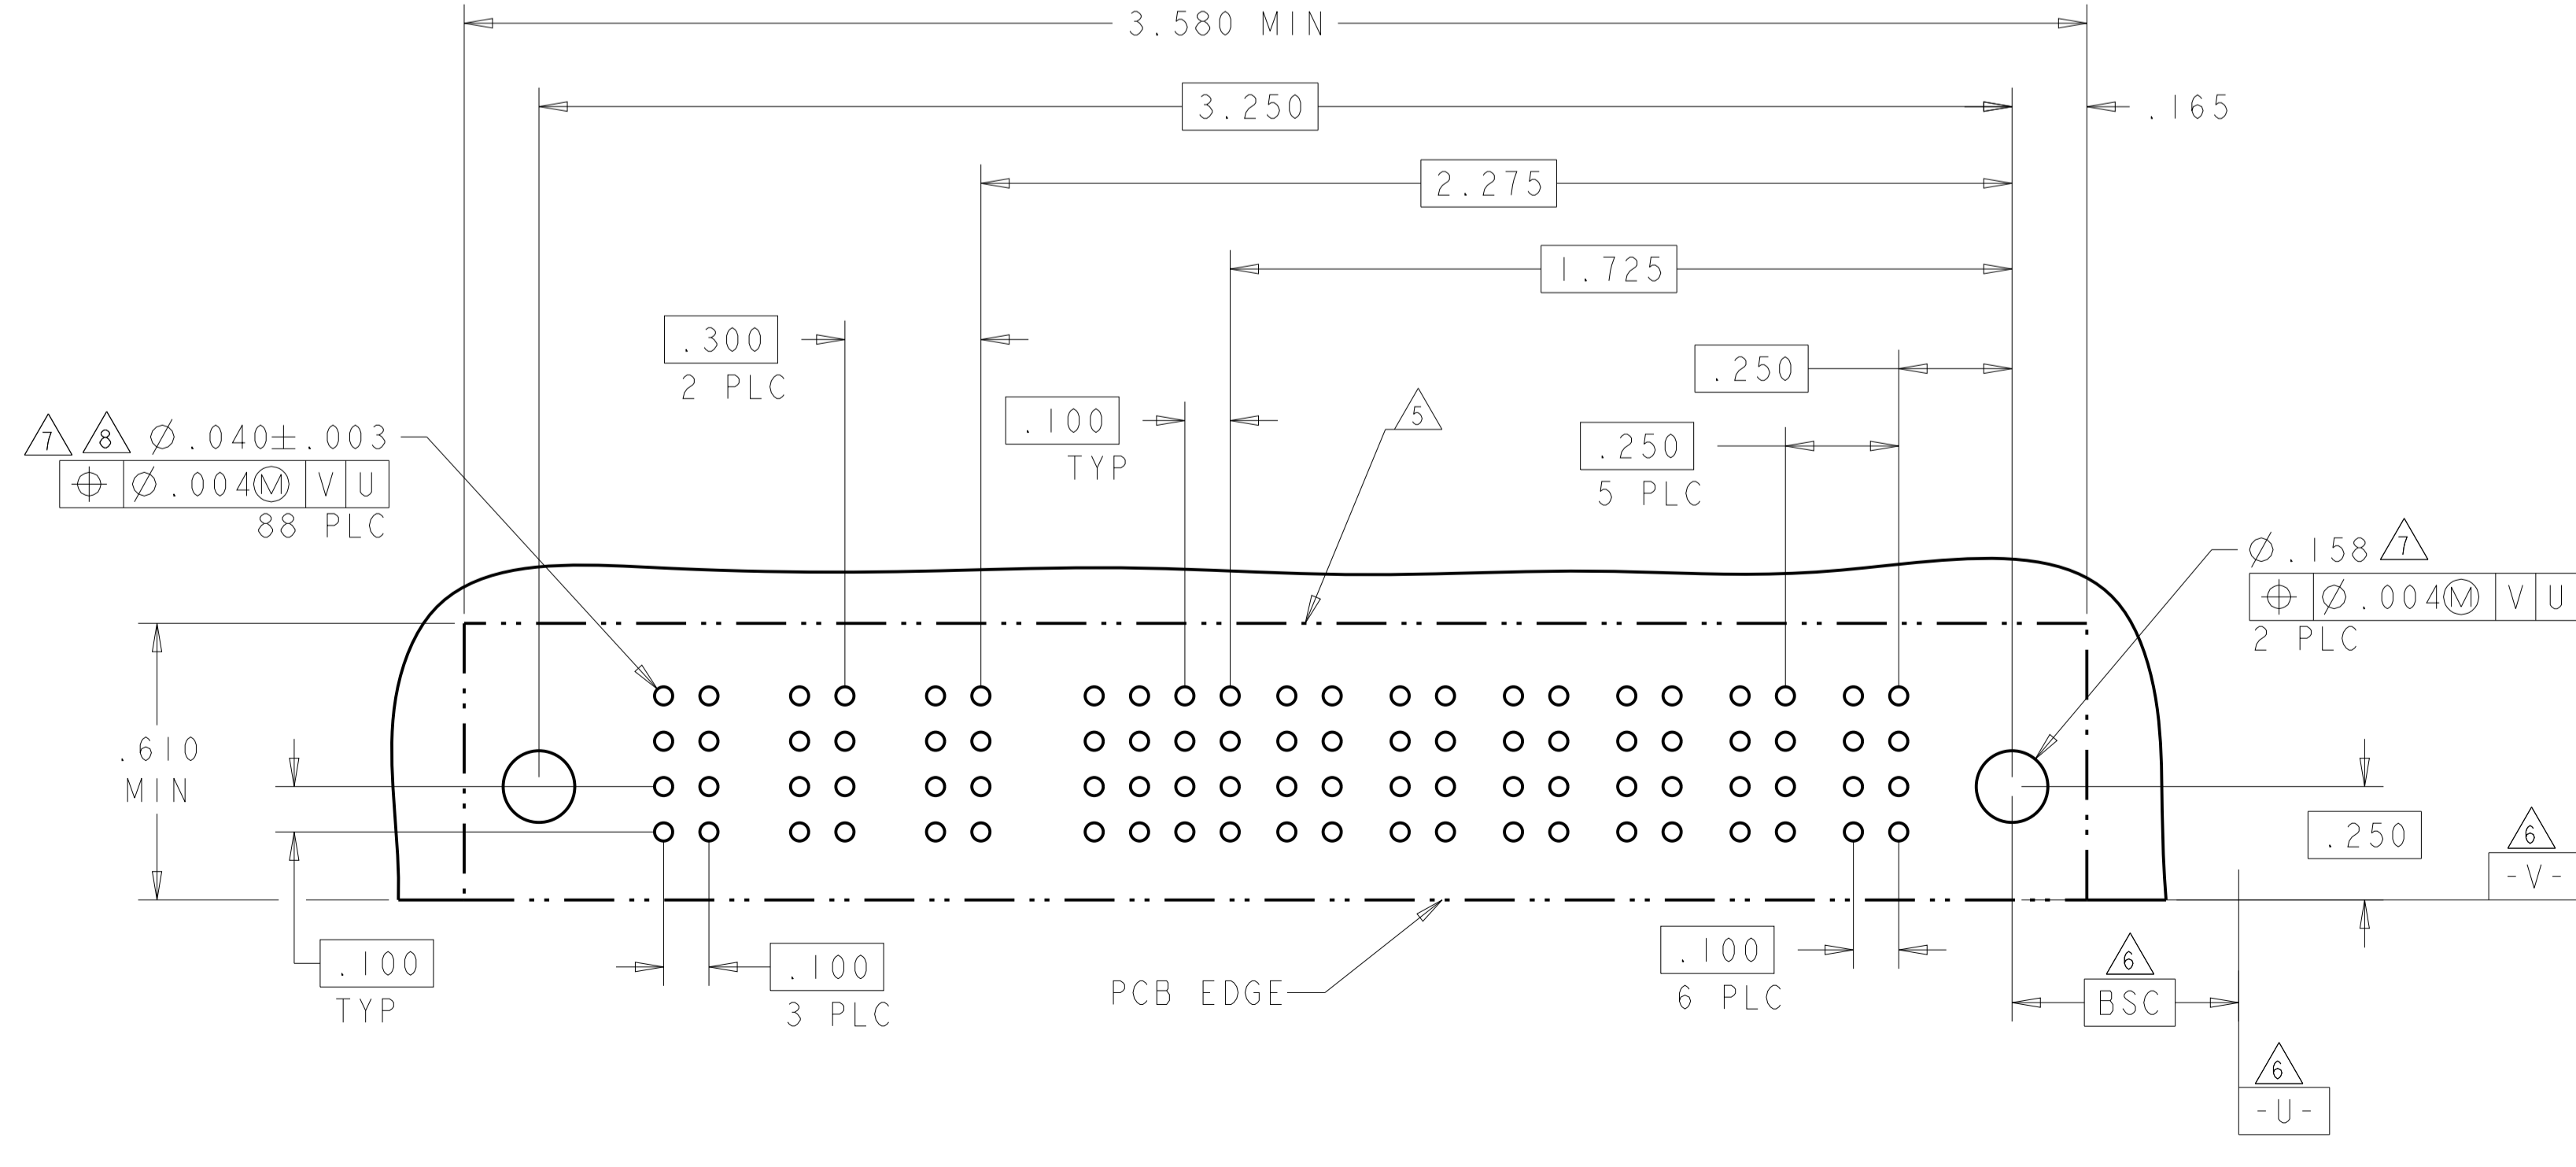 3.580 MIN
3.250
.165
2.275
1.725
.300
2 PLC
.250
.100
TYP
5
.250
5 PLC
7 8 Ø.040±.003
⌖ Ø.004Ⓜ V U
88 PLC
Ø.158 7
⌖ Ø.004Ⓜ V U
2 PLC
.610
MIN
.250
6
-V-
.100
TYP
.100
3 PLC
PCB EDGE
.100
6 PLC
6
BSC
6
-U-